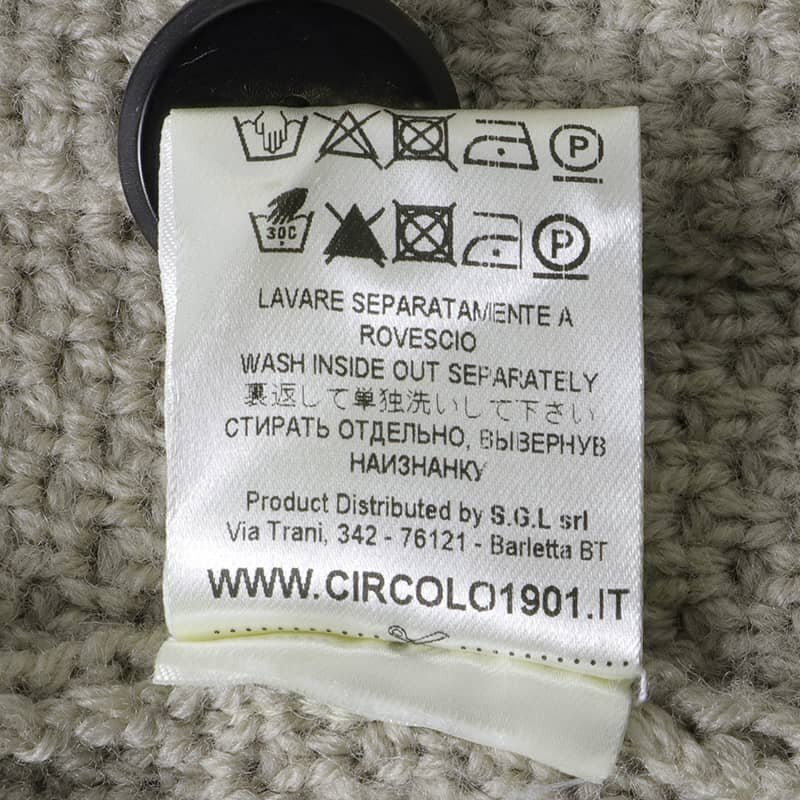 P
30C
P
LAVARE SEPARATAMENTE A
ROVESCIO
WASH INSIDE OUT SEPARATELY
裏返して単独洗いして下さい
СТИРАТЬ ОТДЕЛЬНО, ВЫВЕРНУВ
НАИЗНАНКУ
Product Distributed by S.G.L srl
Via Trani, 342 - 76121 - Barletta BT
WWW.CIRCOLO1901.IT